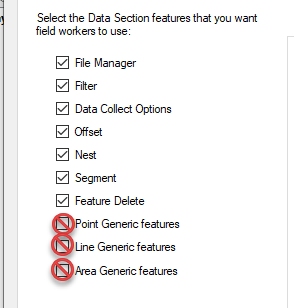 Select the Data Section features that you want
field workers to use:
File Manager
Filter
Data Collect Options
Offset
Nest
Segment
Feature Delete
Point Generic features
Line Generic features
Area Generic features